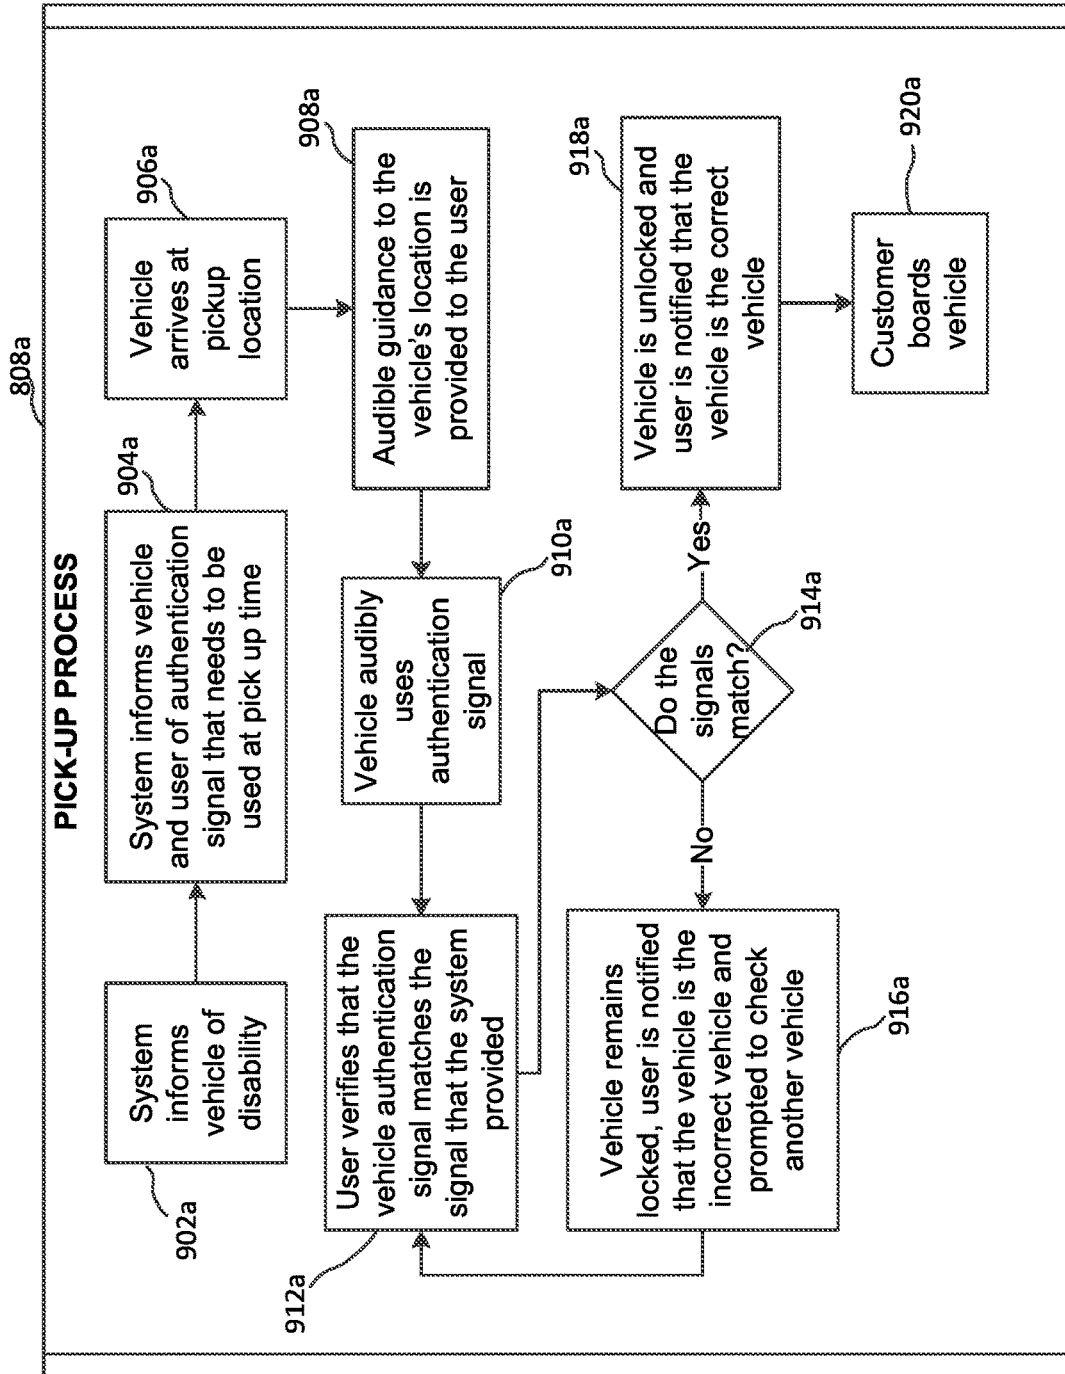 808a
PICK-UP PROCESS
902a
System
informs
vehicle of
disability
904a
System informs vehicle
and user of authentication
signal that needs to be
used at pick up time
906a
Vehicle
arrives at
pickup
location
908a
Audible guidance to the
vehicle's location is
provided to the user
910a
Vehicle audibly
uses
authentication
signal
912a
User verifies that the
vehicle authentication
signal matches the
signal that the system
provided
914a
Do the
signals
match?
No
Yes
916a
Vehicle remains
locked, user is notified
that the vehicle is the
incorrect vehicle and
prompted to check
another vehicle
918a
Vehicle is unlocked and
user is notified that the
vehicle is the correct
vehicle
920a
Customer
boards
vehicle